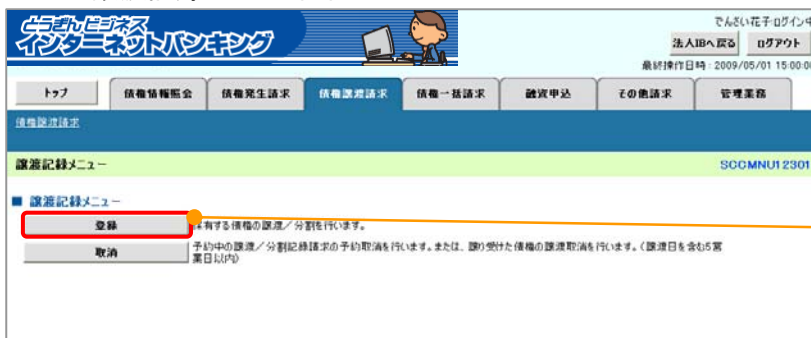 とうぎんビジネス
インターネットバンキング
でんさい花子 ログイン中
法人IBへ戻る ログアウト
最終操作日時：2009/05/01 15:00:00
トップ 債権情報照会 債権発生請求 債権譲渡請求 債権一括請求 融資申込 その他請求 管理業務
債権譲渡請求
譲渡記録メニュー SCCMNU12301
■ 譲渡記録メニュー
登録 保有する債権の譲渡／分割を行います。
取消 予約中の譲渡／分割記録請求の予約取消を行います。または、譲り受けた債権の譲渡取消を行います。（譲渡日を含む5営
業日以内）